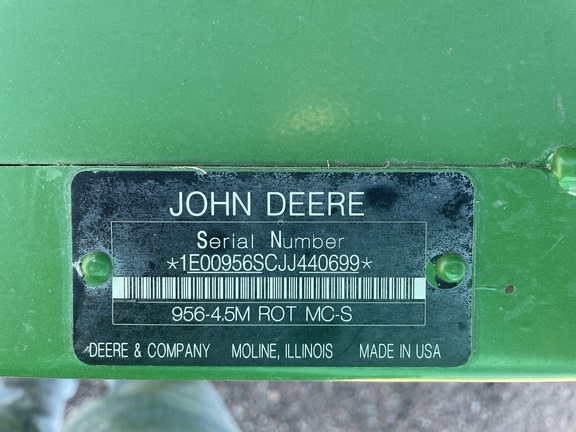 JOHN DEERE
Serial Number
*1E00956SCJJ440699*
956-4.5M ROT MC-S
DEERE & COMPANY MOLINE, ILLINOIS MADE IN USA